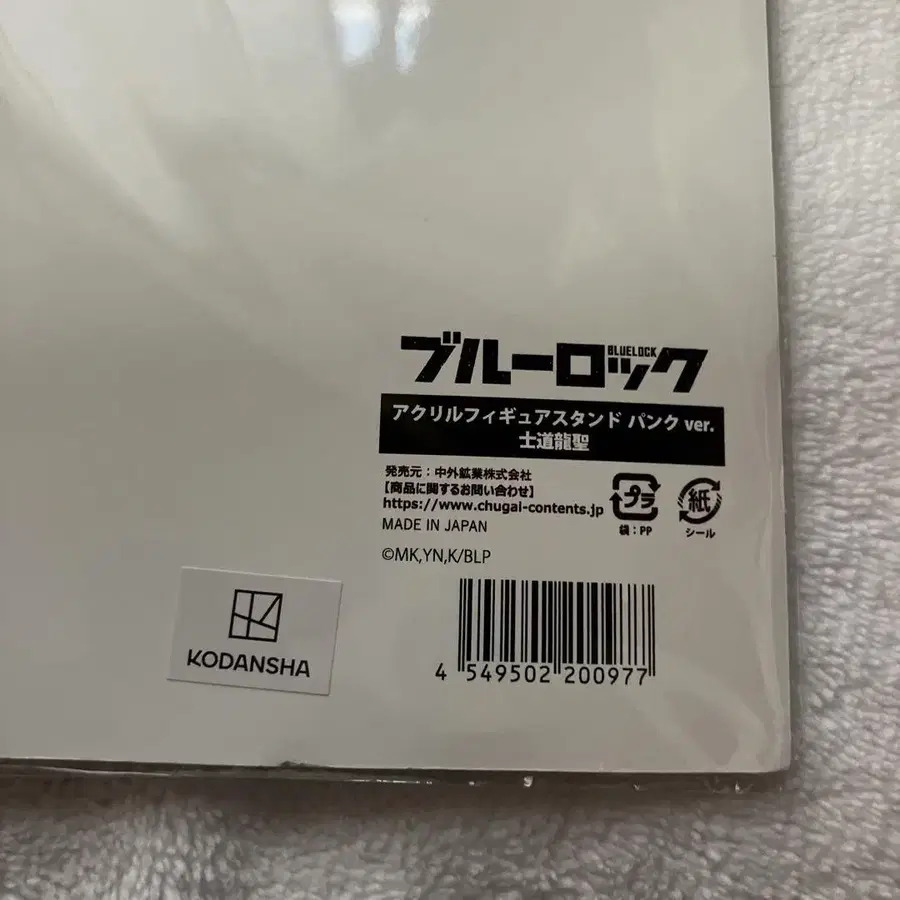 ブルーロック
BLUELOCK
アクリルフィギュアスタンド パンク ver.
士道龍聖
発売元：中外鉱業株式会社
【商品に関するお問い合わせ】
https://www.chugai-contents.jp
MADE IN JAPAN
©MK,YN,K/BLP
プラ
袋：PP
紙
シール
KODANSHA
4 549502 200977